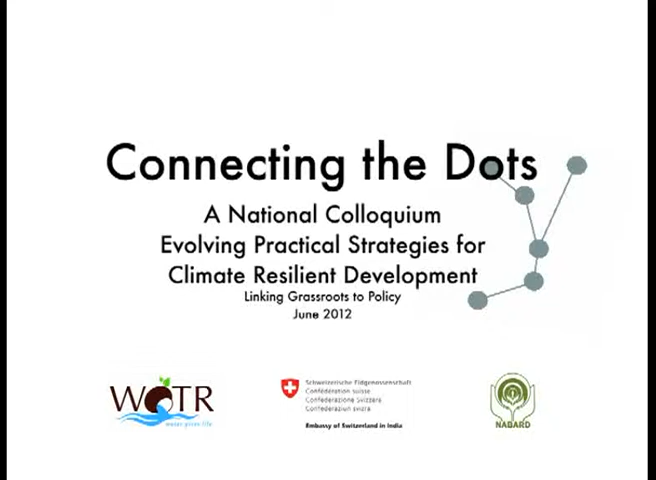 Connecting the Dots
A National Colloquium
Evolving Practical Strategies for
Climate Resilient Development
Linking Grassroots to Policy
June 2012
WOTR
water gives life
Schweizerische Eidgenossenschaft
Confédération suisse
Confederazione Svizzera
Confederaziun svizra
Embassy of Switzerland in India
NABARD